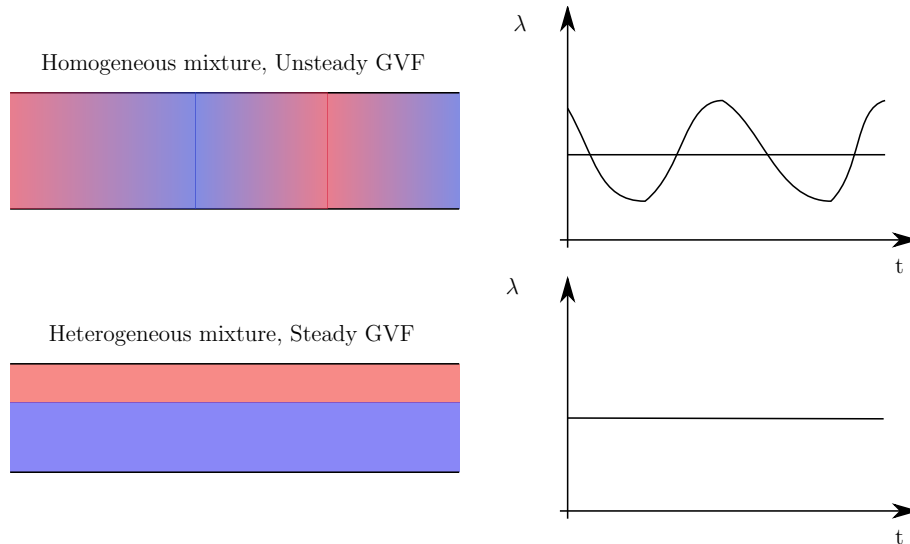 λ
Homogeneous mixture, Unsteady GVF
t
λ
Heterogeneous mixture, Steady GVF
t